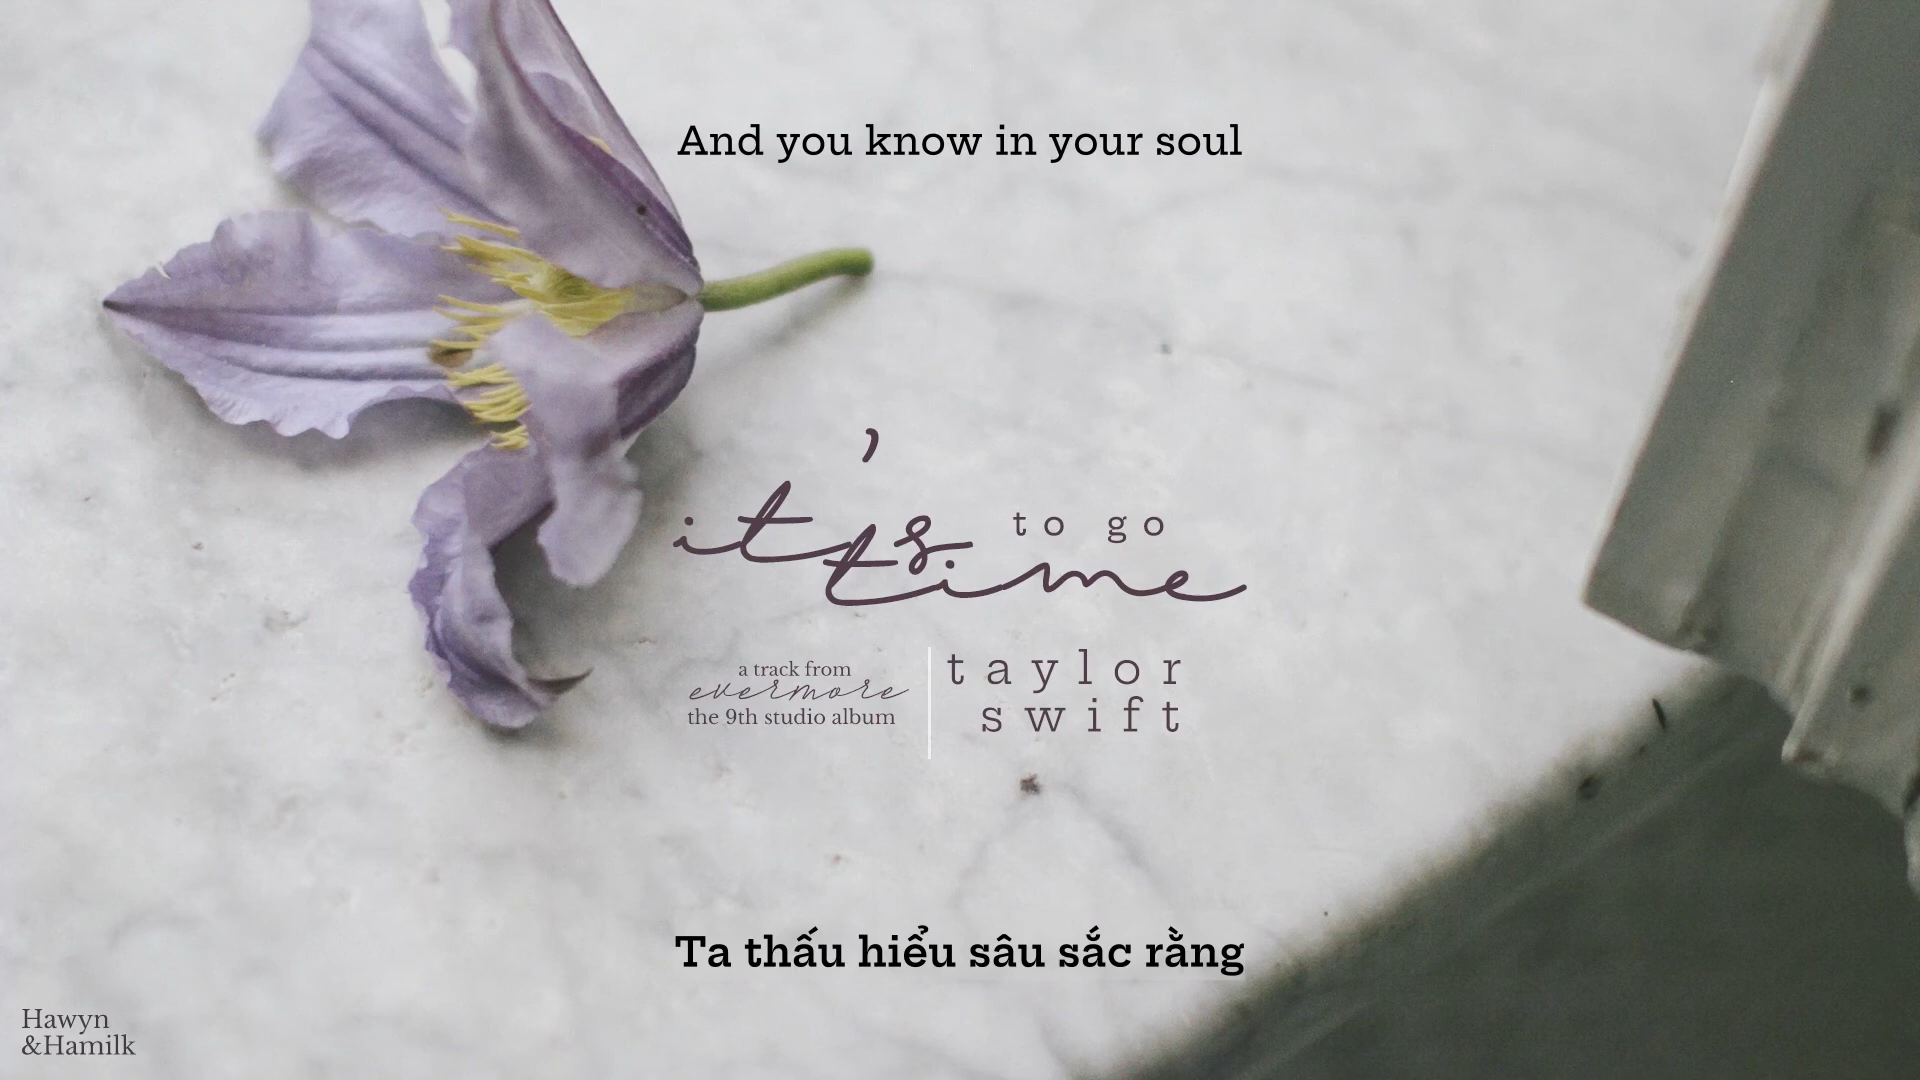 And you know in your soul
it's to go
time
a track from
evermore
the 9th studio album
taylor
swift
Ta thấu hiểu sâu sắc rằng
Hawyn
&Hamilk